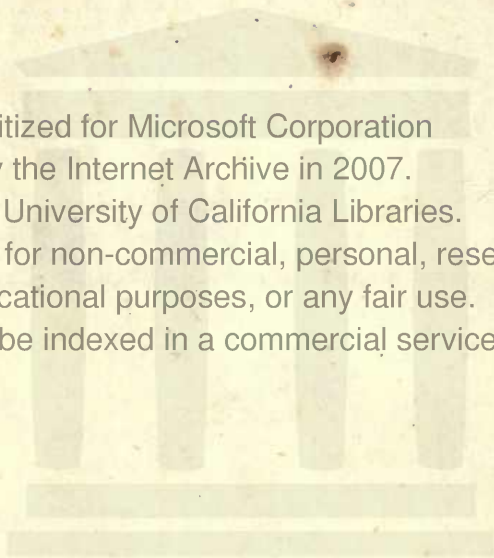 itized for Microsoft Corporation
the Internet Archive in 2007.
University of California Libraries.
for non-commercial, personal, rese
cational purposes, or any fair use.
be indexed in a commercial service